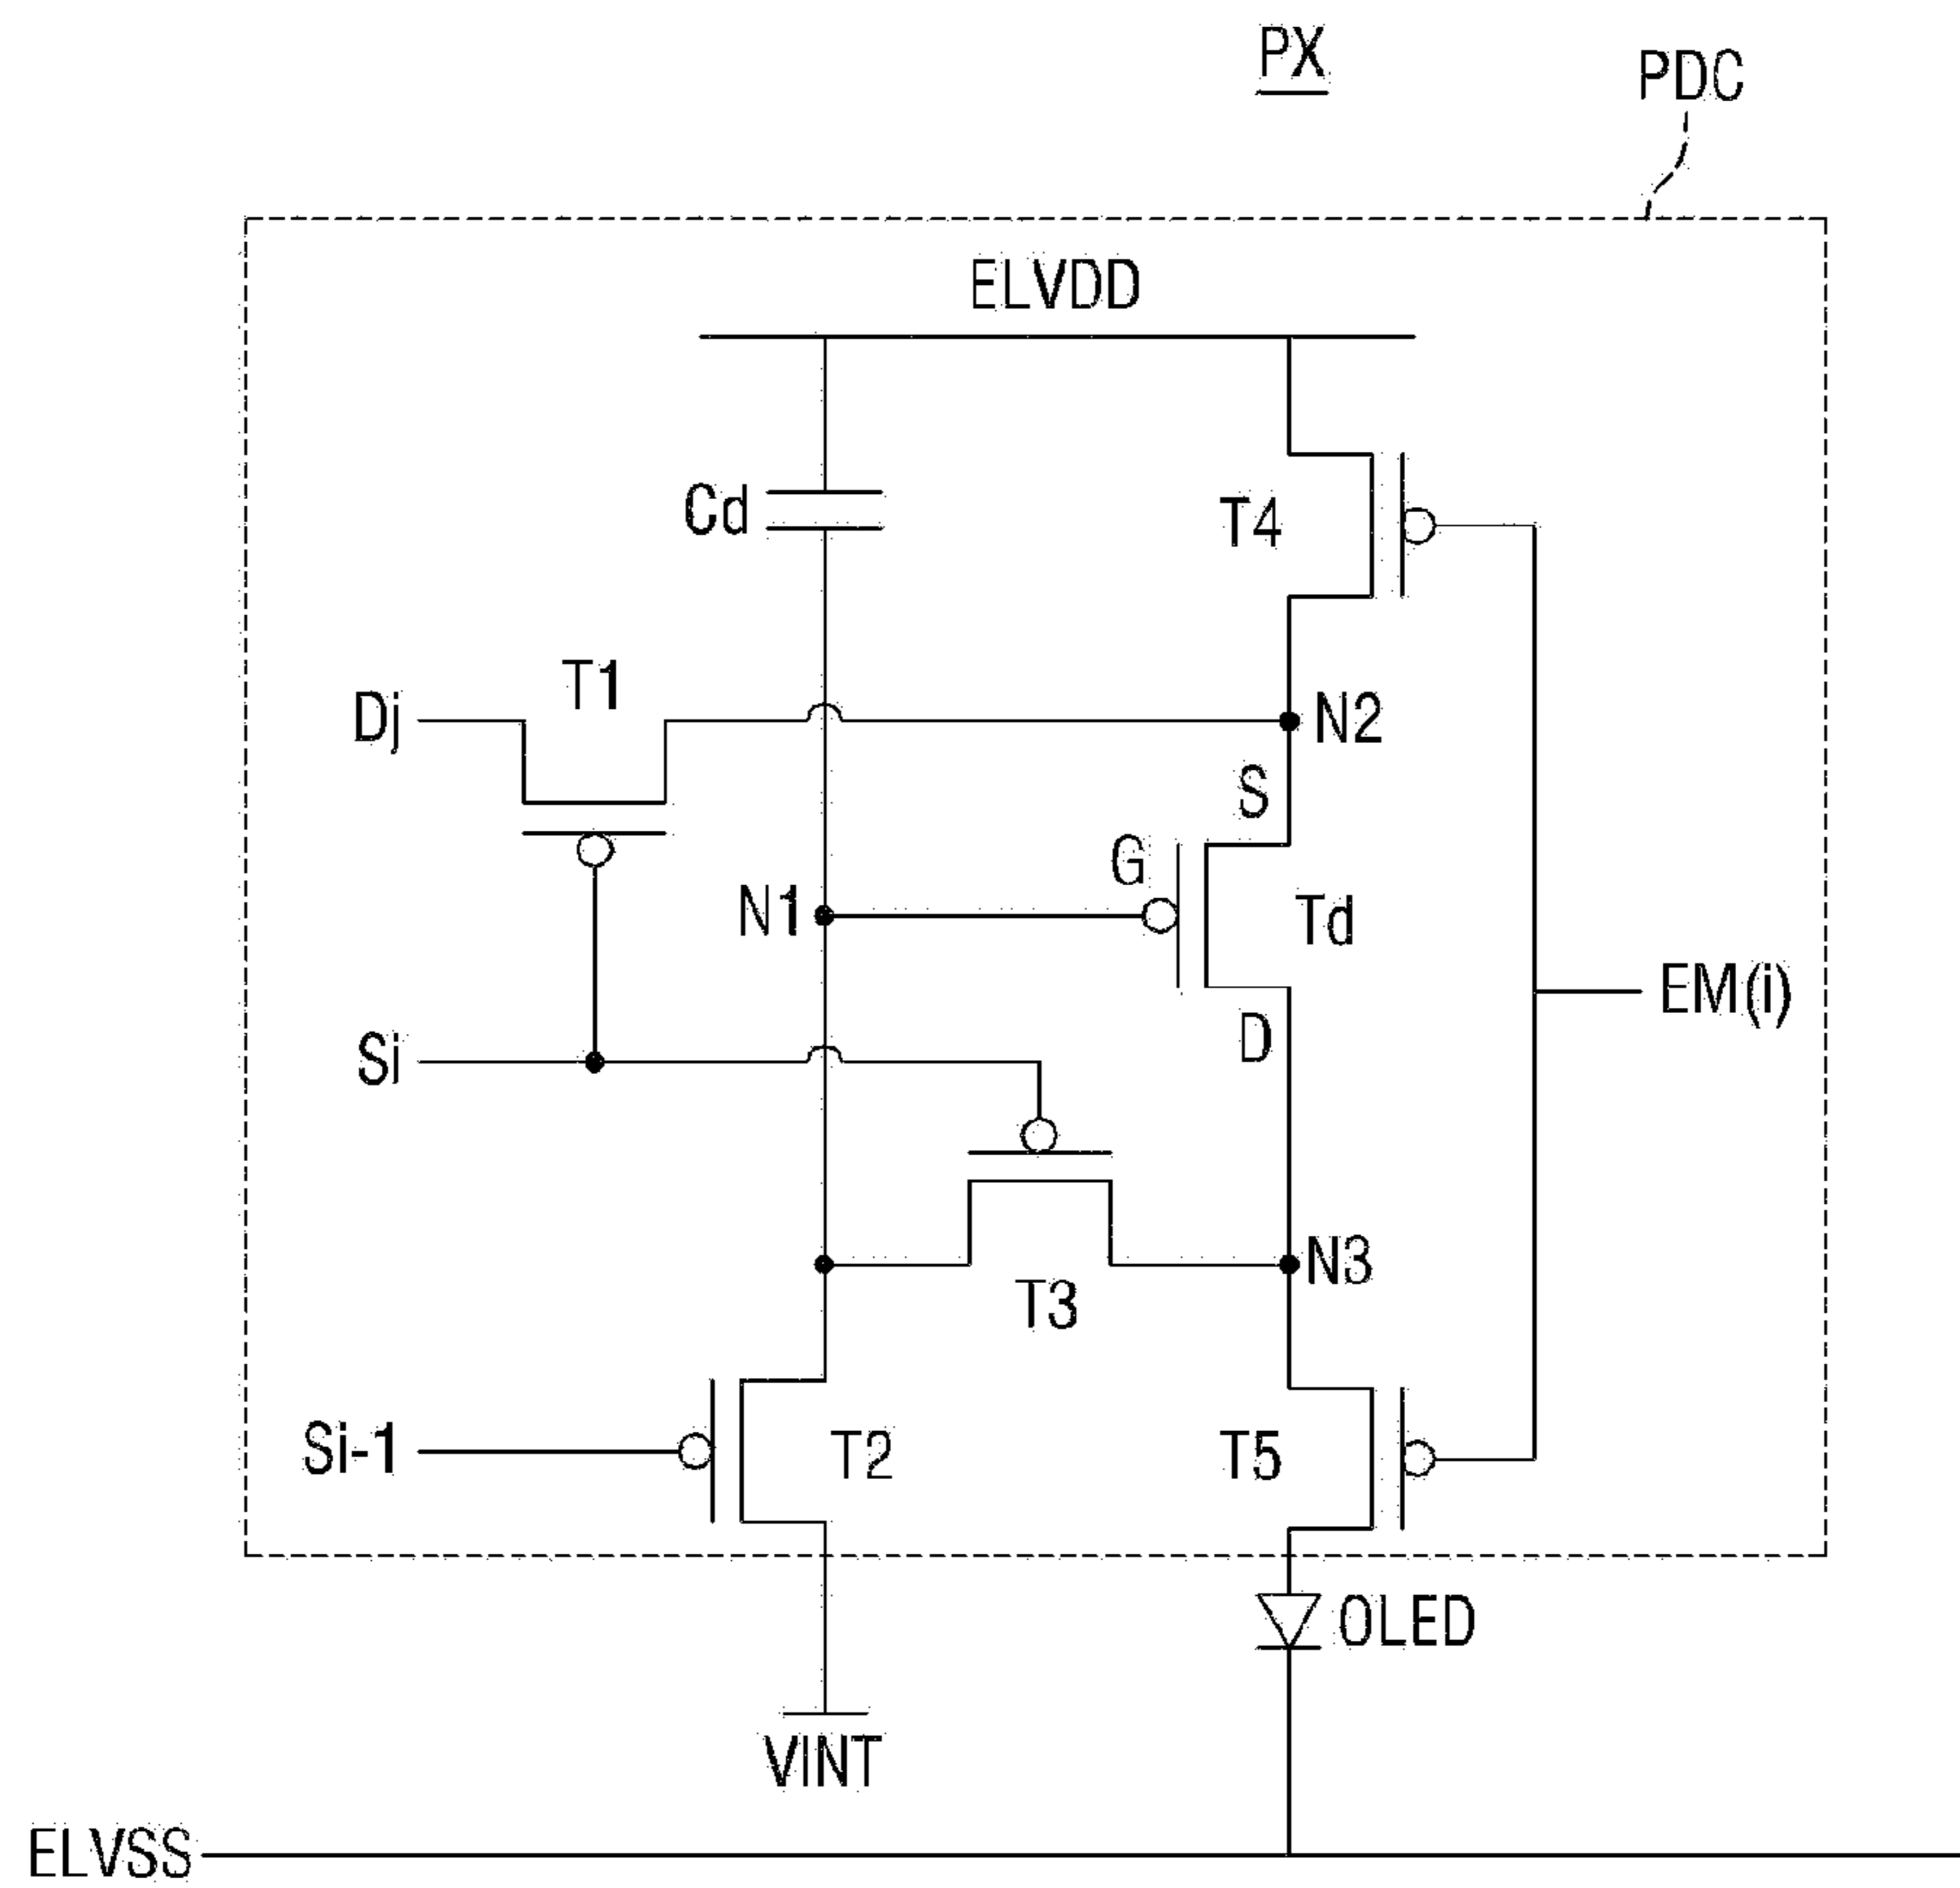 PX
PDC
ELVDD
Cd
T4
T1
Dj
N2
S
G
N1
Td
EM(i)
D
Si
N3
T3
Si-1
T2
T5
OLED
VINT
ELVSS